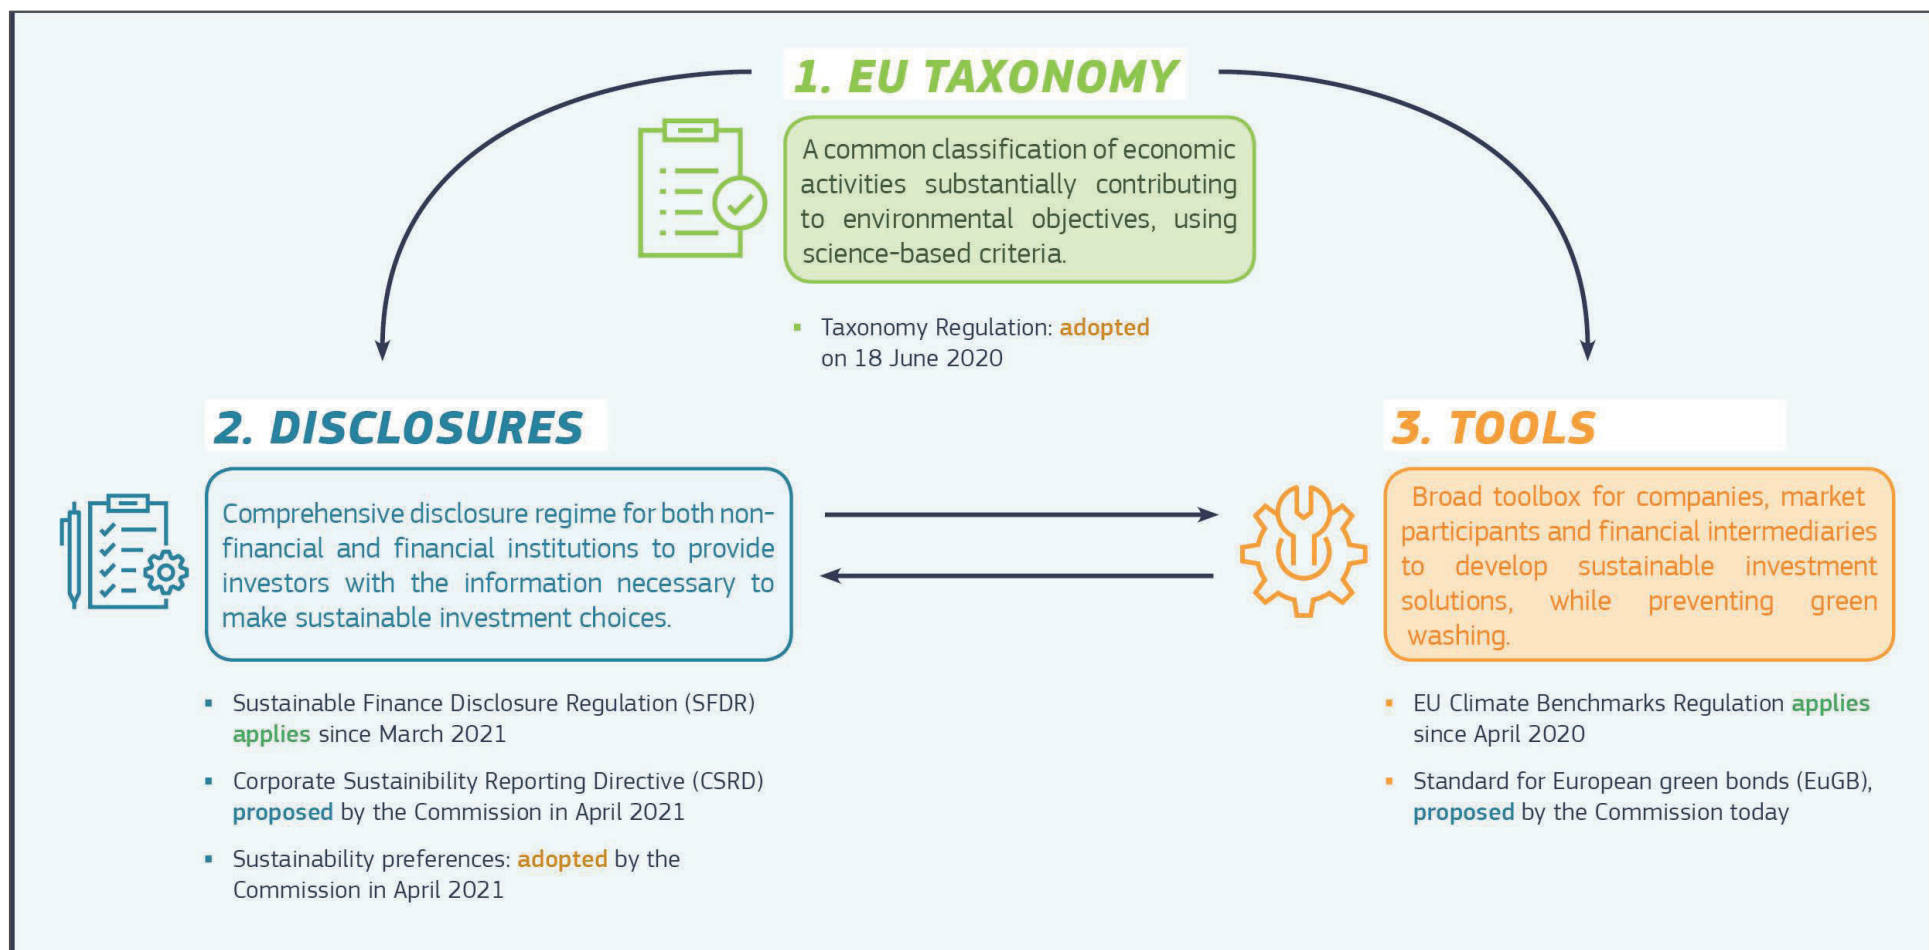 1. EU TAXONOMY
A common classification of economic
activities substantially contributing
to environmental objectives, using
science-based criteria.
▪ Taxonomy Regulation: adopted
on 18 June 2020
2. DISCLOSURES
Comprehensive disclosure regime for both non-
financial and financial institutions to provide
investors with the information necessary to
make sustainable investment choices.
▪ Sustainable Finance Disclosure Regulation (SFDR)
applies since March 2021
▪ Corporate Sustainibility Reporting Directive (CSRD)
proposed by the Commission in April 2021
▪ Sustainability preferences: adopted by the
Commission in April 2021
3. TOOLS
Broad toolbox for companies, market
participants and financial intermediaries
to develop sustainable investment
solutions, while preventing green
washing.
▪ EU Climate Benchmarks Regulation applies
since April 2020
▪ Standard for European green bonds (EuGB),
proposed by the Commission today